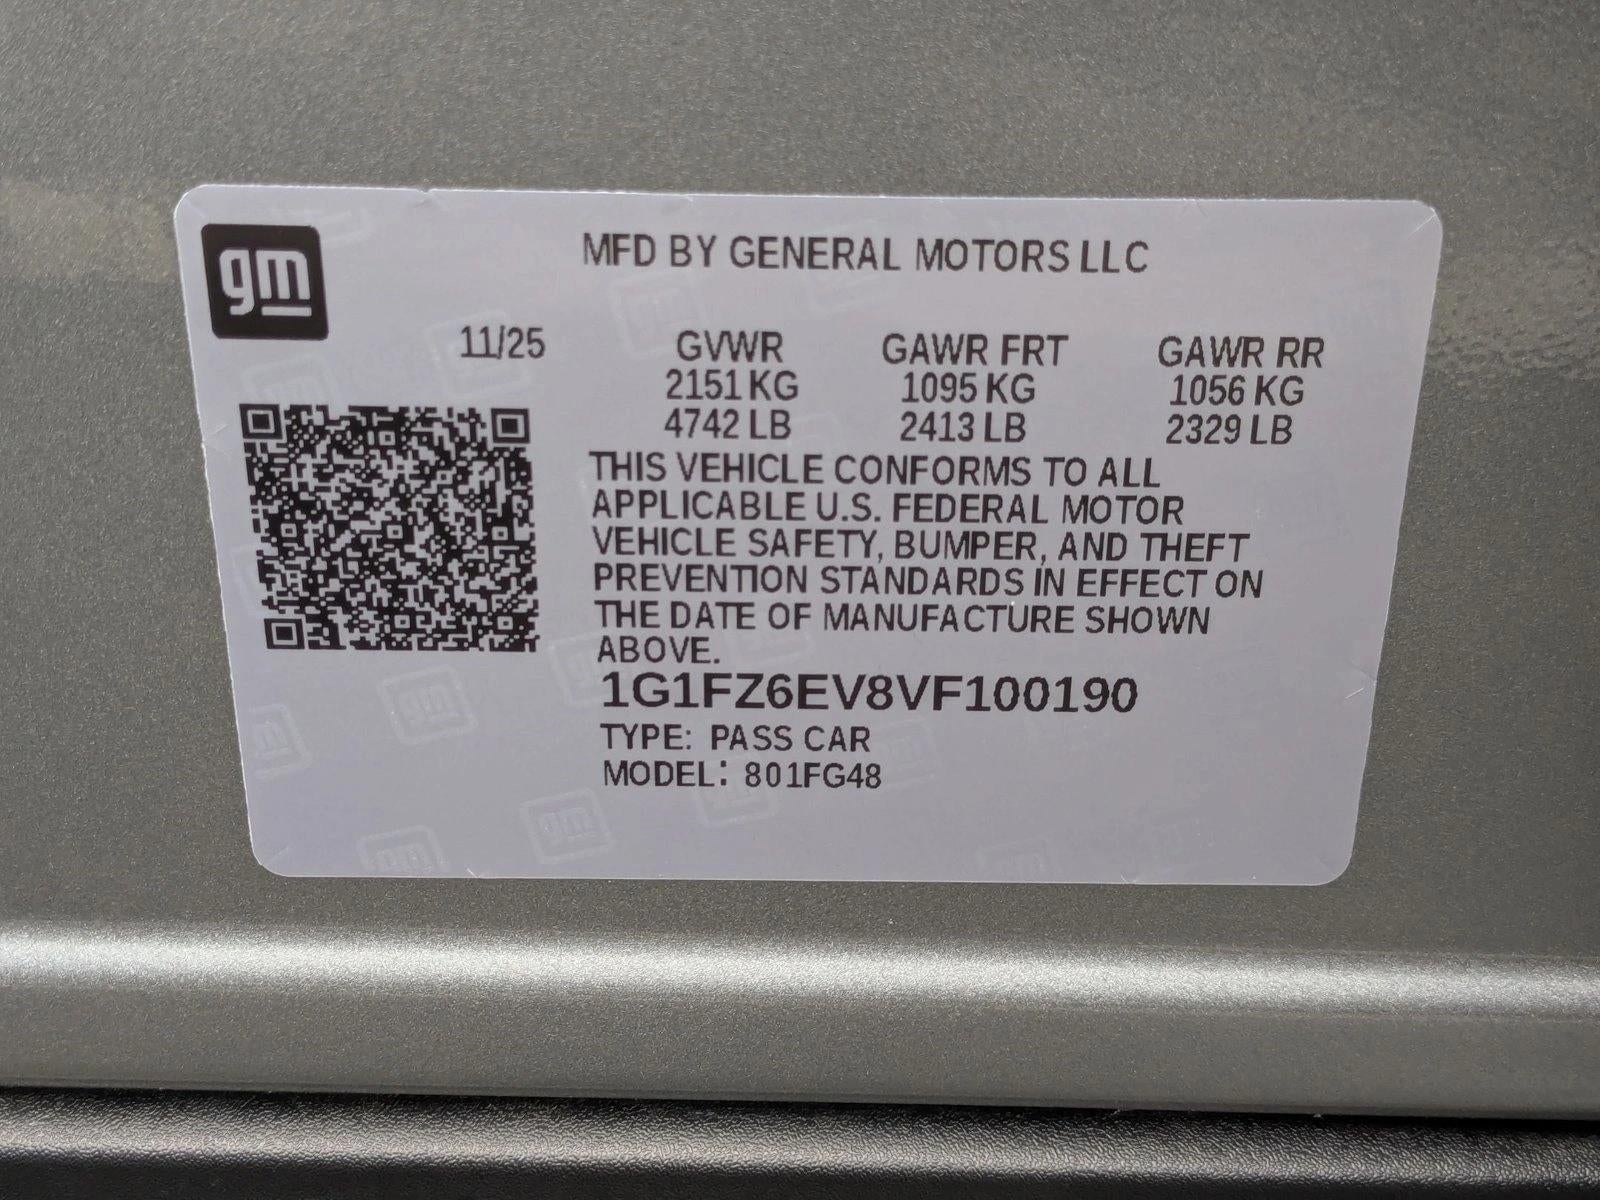 gm
MFD BY GENERAL MOTORS LLC
11/25 GVWR GAWR FRT GAWR RR
2151 KG 1095 KG 1056 KG
4742 LB 2413 LB 2329 LB
THIS VEHICLE CONFORMS TO ALL
APPLICABLE U.S. FEDERAL MOTOR
VEHICLE SAFETY, BUMPER, AND THEFT
PREVENTION STANDARDS IN EFFECT ON
THE DATE OF MANUFACTURE SHOWN
ABOVE.
1G1FZ6EV8VF100190
TYPE: PASS CAR
MODEL: 801FG48